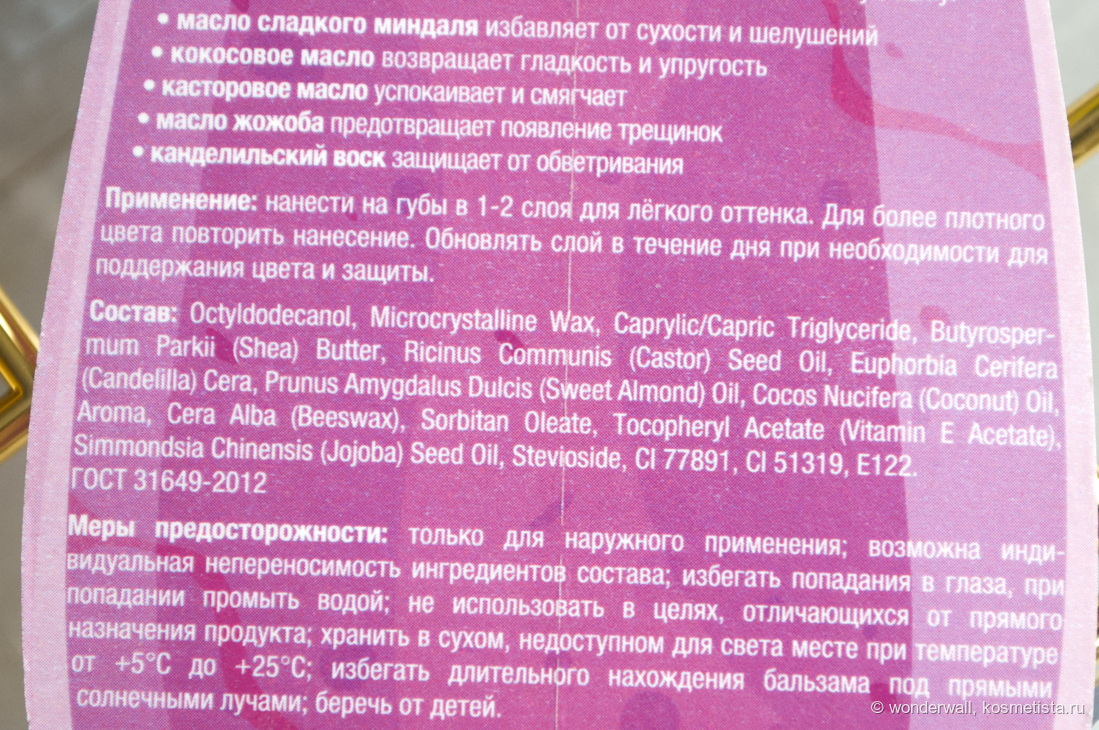 • масло сладкого миндаля избавляет от сухости и шелушений
• кокосовое масло возвращает гладкость и упругость
• касторовое масло успокаивает и смягчает
• масло жожоба предотвращает появление трещинок
• канделильский воск защищает от обветривания
Применение: нанести на губы в 1-2 слоя для лёгкого оттенка. Для более плотного
цвета повторить нанесение. Обновлять слой в течение дня при необходимости для
поддержания цвета и защиты.
Состав: Octyldodecanol, Microcrystalline Wax, Caprylic/Capric Triglyceride, Butyrosper-
mum Parkii (Shea) Butter, Ricinus Communis (Castor) Seed Oil, Euphorbia Cerifera
(Candelilla) Cera, Prunus Amygdalus Dulcis (Sweet Almond) Oil, Cocos Nucifera (Coconut) Oil,
Aroma, Cera Alba (Beeswax), Sorbitan Oleate, Tocopheryl Acetate (Vitamin E Acetate),
Simmondsia Chinensis (Jojoba) Seed Oil, Stevioside, CI 77891, CI 51319, E122.
ГОСТ 31649-2012
Меры предосторожности: только для наружного применения; возможна инди-
видуальная непереносимость ингредиентов состава; избегать попадания в глаза, при
попадании промыть водой; не использовать в целях, отличающихся от прямого
назначения продукта; хранить в сухом, недоступном для света месте при температуре
от +5°C до +25°C; избегать длительного нахождения бальзама под прямыми
солнечными лучами; беречь от детей.
© wonderwall, kosmetista.ru